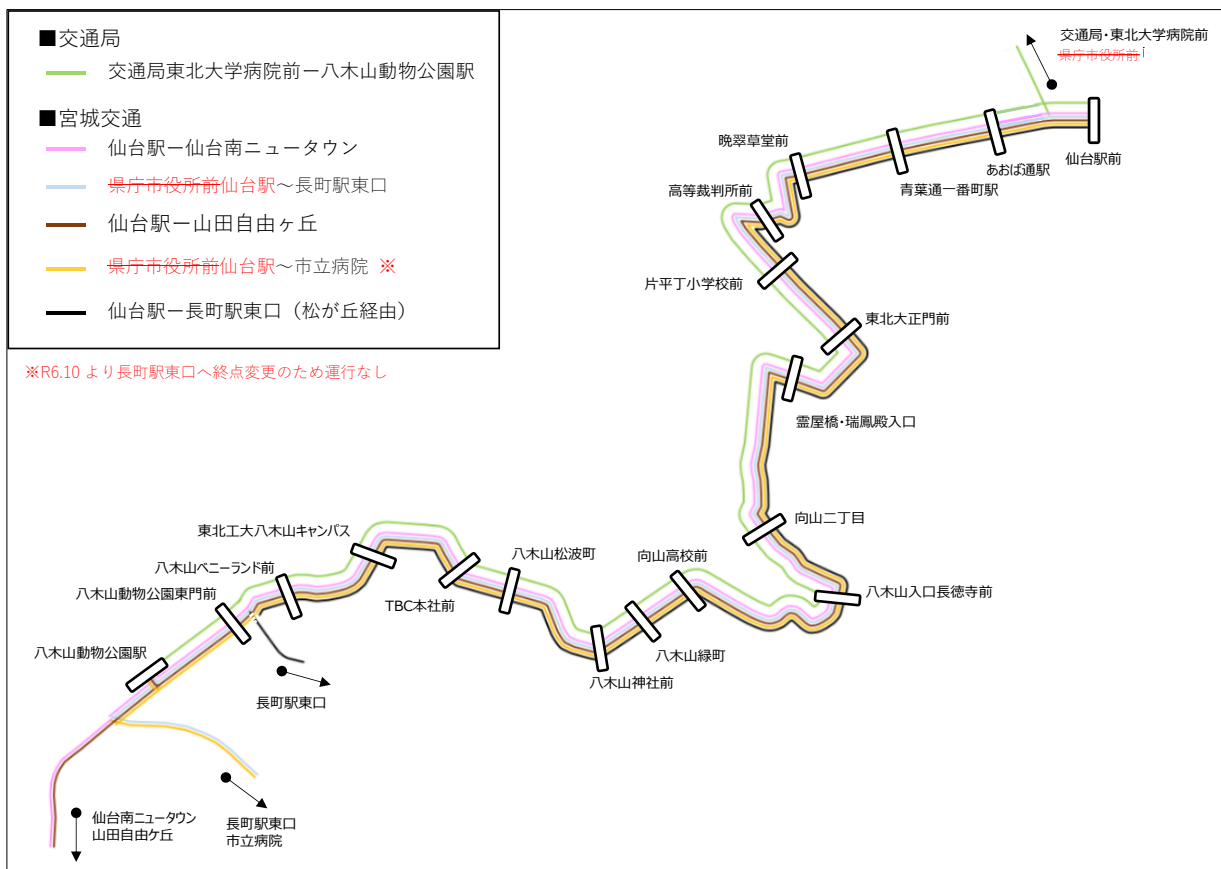 ■交通局
交通局東北大学病院前ー八木山動物公園駅
■宮城交通
仙台駅ー仙台南ニュータウン
県庁市役所前仙台駅～長町駅東口
仙台駅ー山田自由ヶ丘
県庁市役所前仙台駅～市立病院 ※
仙台駅ー長町駅東口（松が丘経由）
※R6.10 より長町駅東口へ終点変更のため運行なし
交通局・東北大学病院前
県庁市役所前
仙台駅前
あおば通駅
青葉通一番町駅
晩翠草堂前
高等裁判所前
片平丁小学校前
東北大正門前
霊屋橋・瑞鳳殿入口
向山二丁目
八木山入口長徳寺前
向山高校前
八木山緑町
八木山神社前
八木山松波町
TBC本社前
東北工大八木山キャンパス
八木山ベニーランド前
八木山動物公園東門前
八木山動物公園駅
長町駅東口
長町駅東口
市立病院
仙台南ニュータウン
山田自由ケ丘